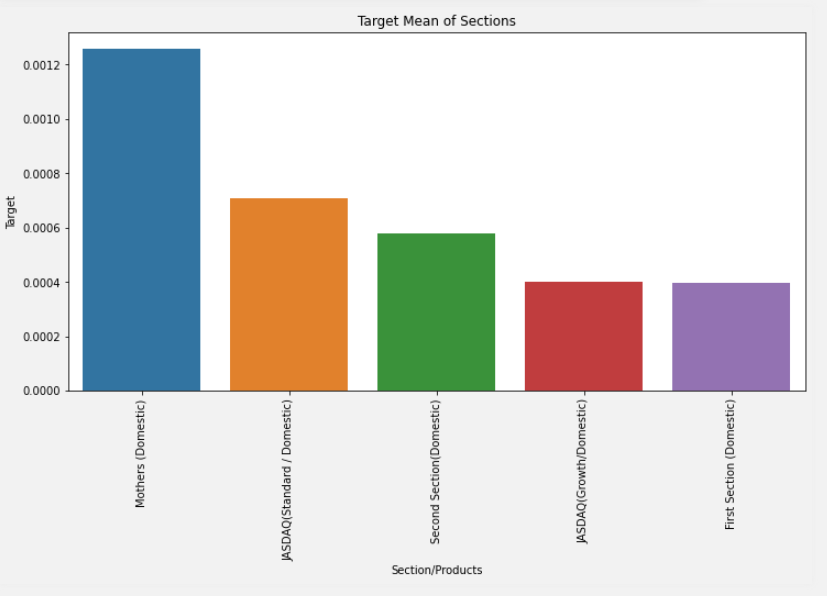 Target Mean of Sections
Target
0.0012
0.0010
0.0008
0.0006
0.0004
0.0002
0.0000
Mothers (Domestic)
JASDAQ(Standard / Domestic)
Second Section(Domestic)
JASDAQ(Growth/Domestic)
First Section (Domestic)
Section/Products